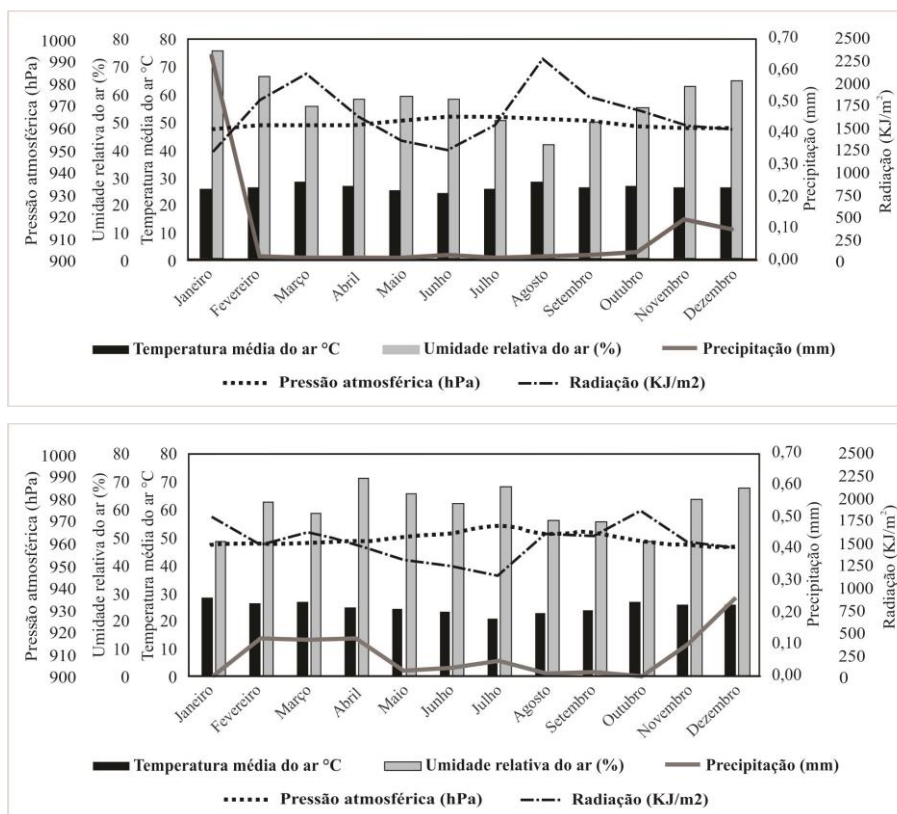 Pressão atmosférica (hPa)
1000
990
980
970
960
950
940
930
920
910
900
Umidade relativa do ar (%)
80
70
60
50
40
30
20
10
0
Temperatura média do ar °C
80
70
60
50
40
30
20
10
0
0,70
0,60
0,50
0,40
0,30
0,20
0,10
0,00
Precipitação (mm)
2500
2250
2000
1750
1500
1250
1000
750
500
250
0
Radiação (KJ/m²)
Janeiro
Fevereiro
Março
Abril
Maio
Junho
Julho
Agosto
Setembro
Outubro
Novembro
Dezembro
Temperatura média do ar °C Umidade relativa do ar (%) Precipitação (mm)
Pressão atmosférica (hPa) Radiação (KJ/m2)
Pressão atmosférica (hPa)
1000
990
980
970
960
950
940
930
920
910
900
Umidade relativa do ar (%)
80
70
60
50
40
30
20
10
0
Temperatura média do ar °C
80
70
60
50
40
30
20
10
0
0,70
0,60
0,50
0,40
0,30
0,20
0,10
0,00
Precipitação (mm)
2500
2250
2000
1750
1500
1250
1000
750
500
250
0
Radiação (KJ/m²)
Janeiro
Fevereiro
Março
Abril
Maio
Junho
Julho
Agosto
Setembro
Outubro
Novembro
Dezembro
Temperatura média do ar °C Umidade relativa do ar (%) Precipitação (mm)
Pressão atmosférica (hPa) Radiação (KJ/m2)